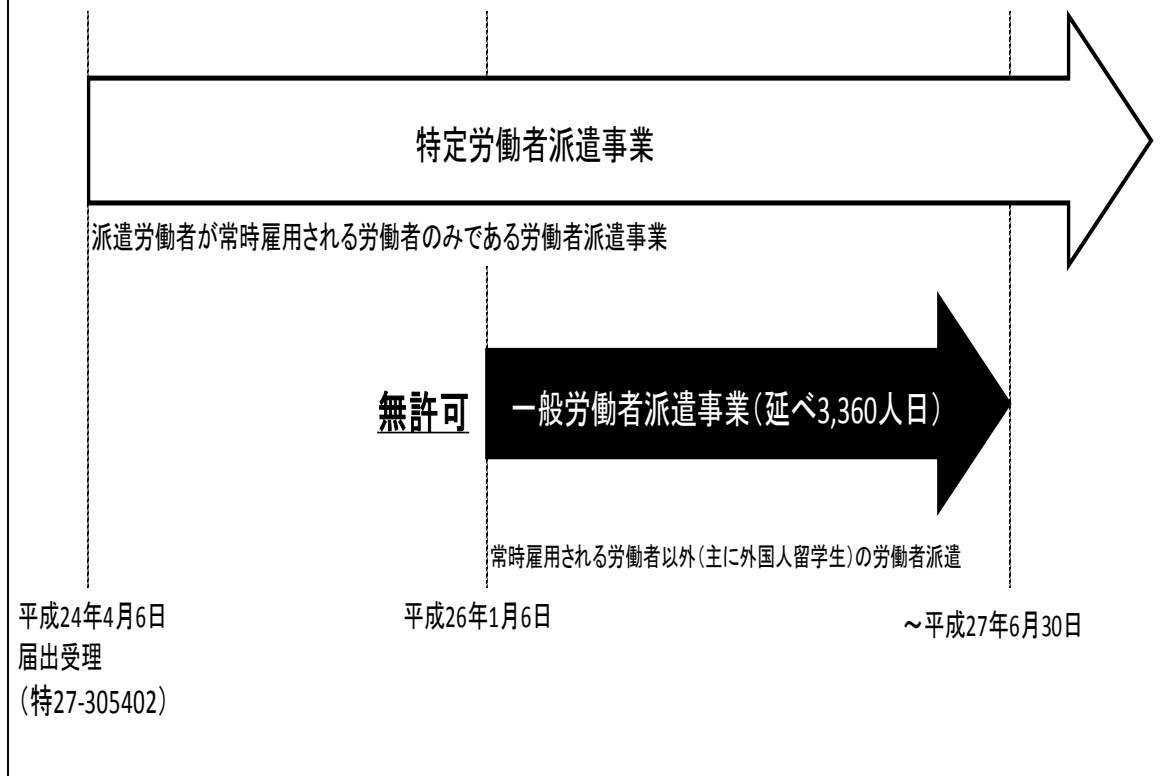 特定労働者派遣事業
派遣労働者が常時雇用される労働者のみである労働者派遣事業
無許可
一般労働者派遣事業(延べ3,360人日)
常時雇用される労働者以外(主に外国人留学生)の労働者派遣
平成24年4月6日
届出受理
(特27-305402)
平成26年1月6日
～平成27年6月30日